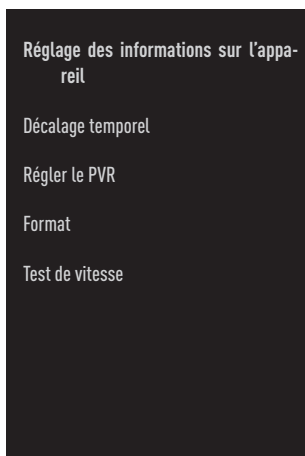 Réglage des informations sur l'appa-
reil
Décalage temporel
Régler le PVR
Format
Test de vitesse